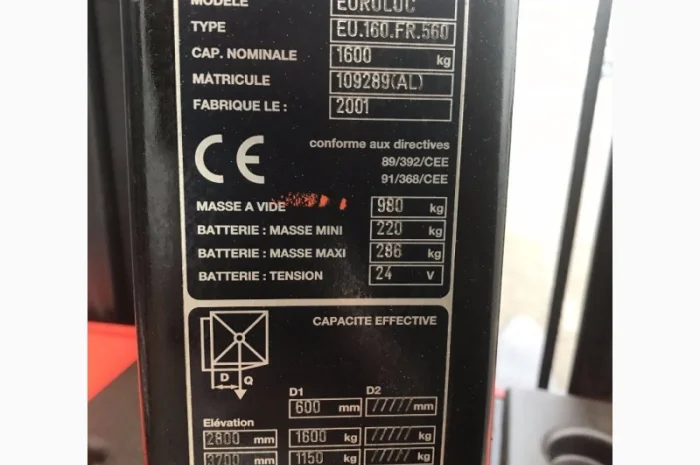 MODELE EUROLOC
TYPE EU.160.FR.560
CAP. NOMINALE 1600 kg
MATRICULE 109289(AL)
FABRIQUE LE : 2001
CE conforme aux directives
89/392/CEE
91/368/CEE
MASSE A VIDE 980 kg
BATTERIE : MASSE MINI 220 kg
BATTERIE : MASSE MAXI 286 kg
BATTERIE : TENSION 24 V
CAPACITE EFFECTIVE
D Q
D1 D2
600 mm ///// mm
Elévation
2800 mm 1600 kg ///// kg
3200 mm 1150 kg ///// kg